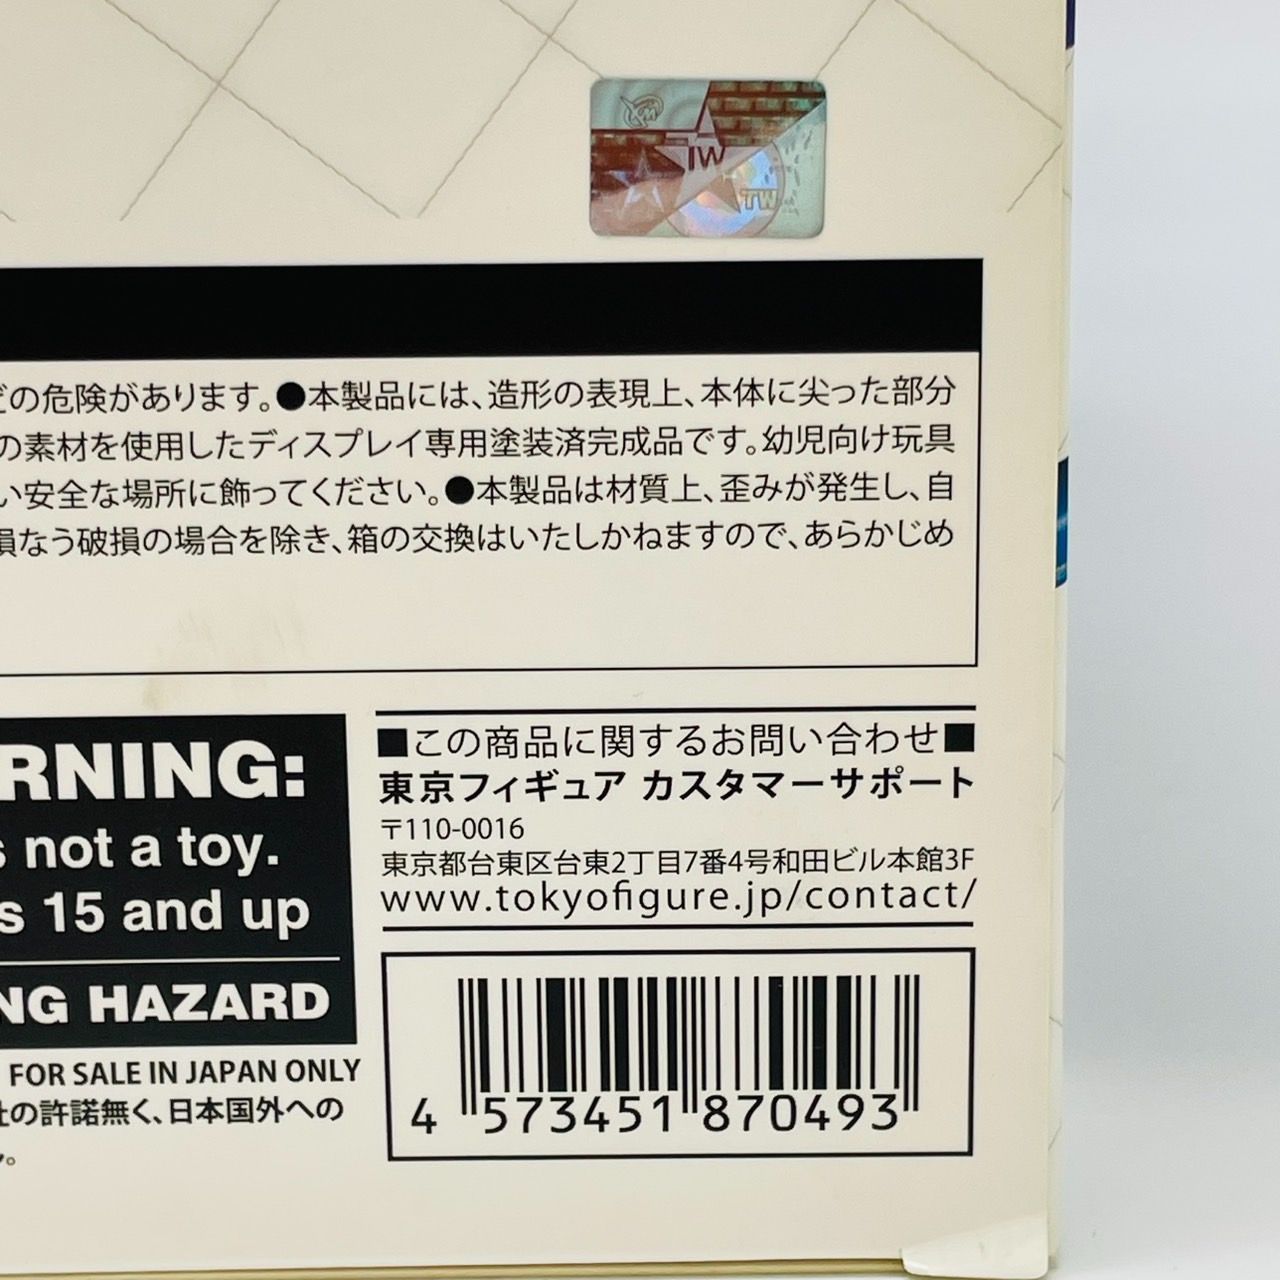 TW
TW
どの危険があります。●本製品には、造形の表現上、本体に尖った部分
の素材を使用したディスプレイ専用塗装済完成品です。幼児向け玩具
い安全な場所に飾ってください。●本製品は材質上、歪みが発生し、自
損なう破損の場合を除き、箱の交換はいたしかねますので、あらかじめ
RNING:
s not a toy.
s 15 and up
NG HAZARD
FOR SALE IN JAPAN ONLY
社の許諾無く、日本国外への
ん。
■この商品に関するお問い合わせ■
東京フィギュア カスタマーサポート
〒110-0016
東京都台東区台東2丁目7番4号和田ビル本館3F
www.tokyofigure.jp/contact/
4 573451 870493